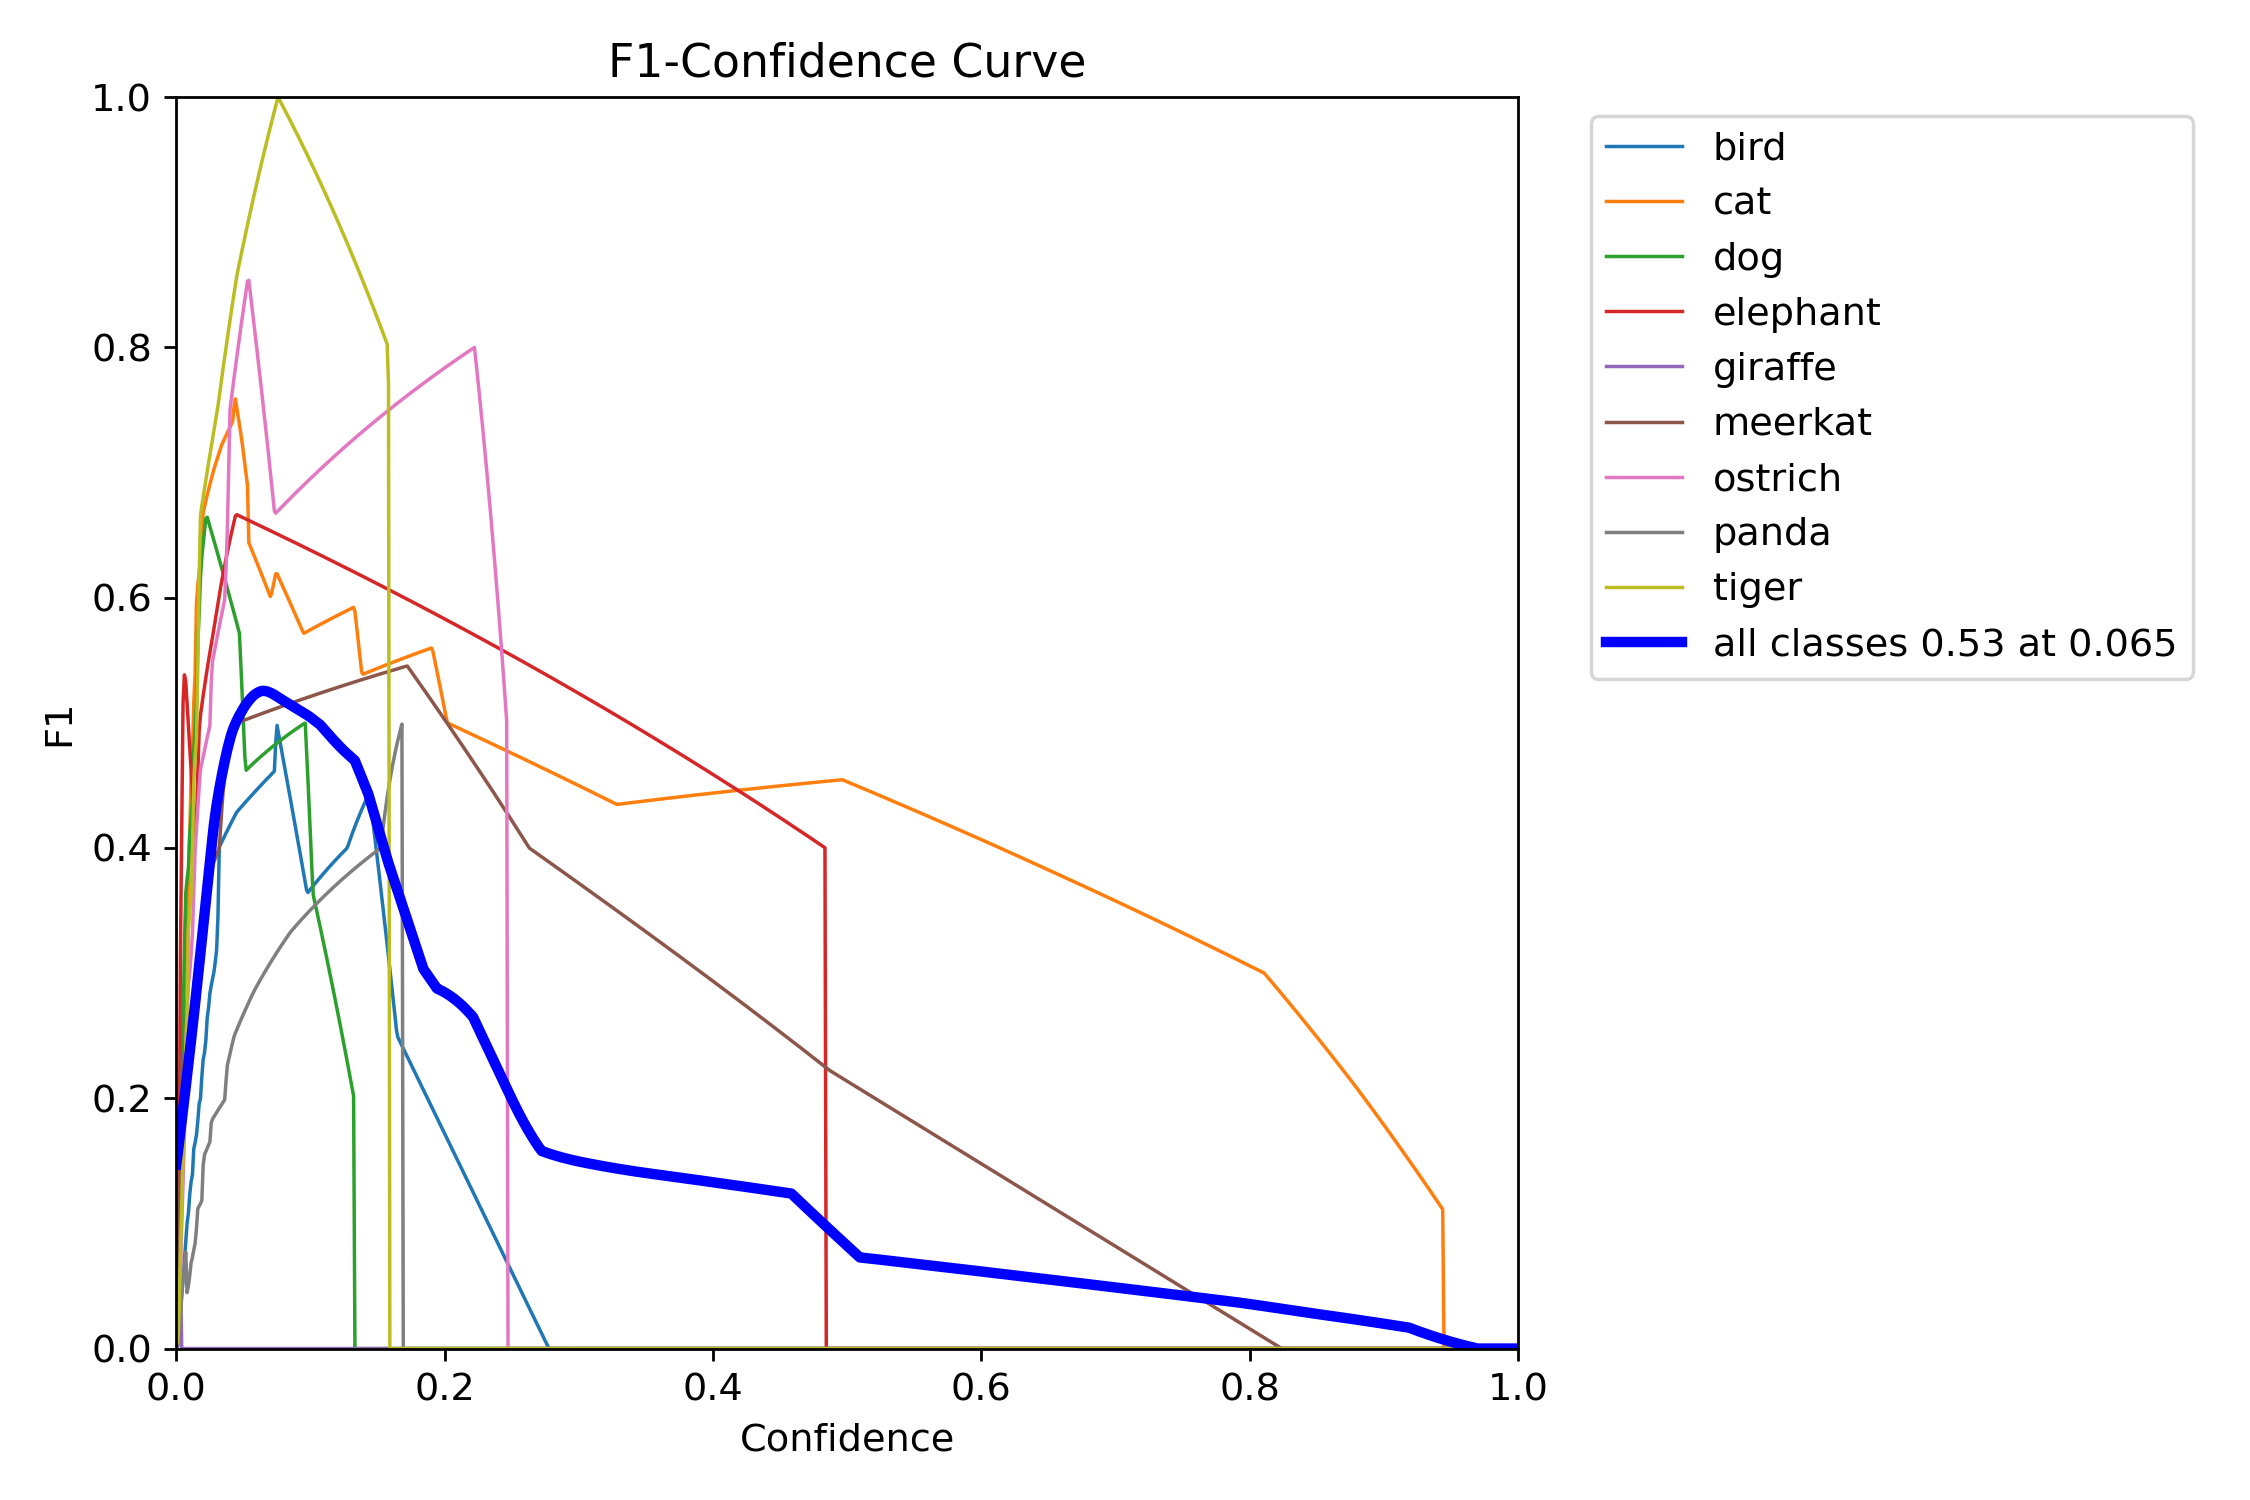 F1-Confidence Curve
1.0
0.8
0.6
0.4
0.2
0.0
F1
0.0 0.2 0.4 0.6 0.8 1.0
Confidence
bird
cat
dog
elephant
giraffe
meerkat
ostrich
panda
tiger
all classes 0.53 at 0.065